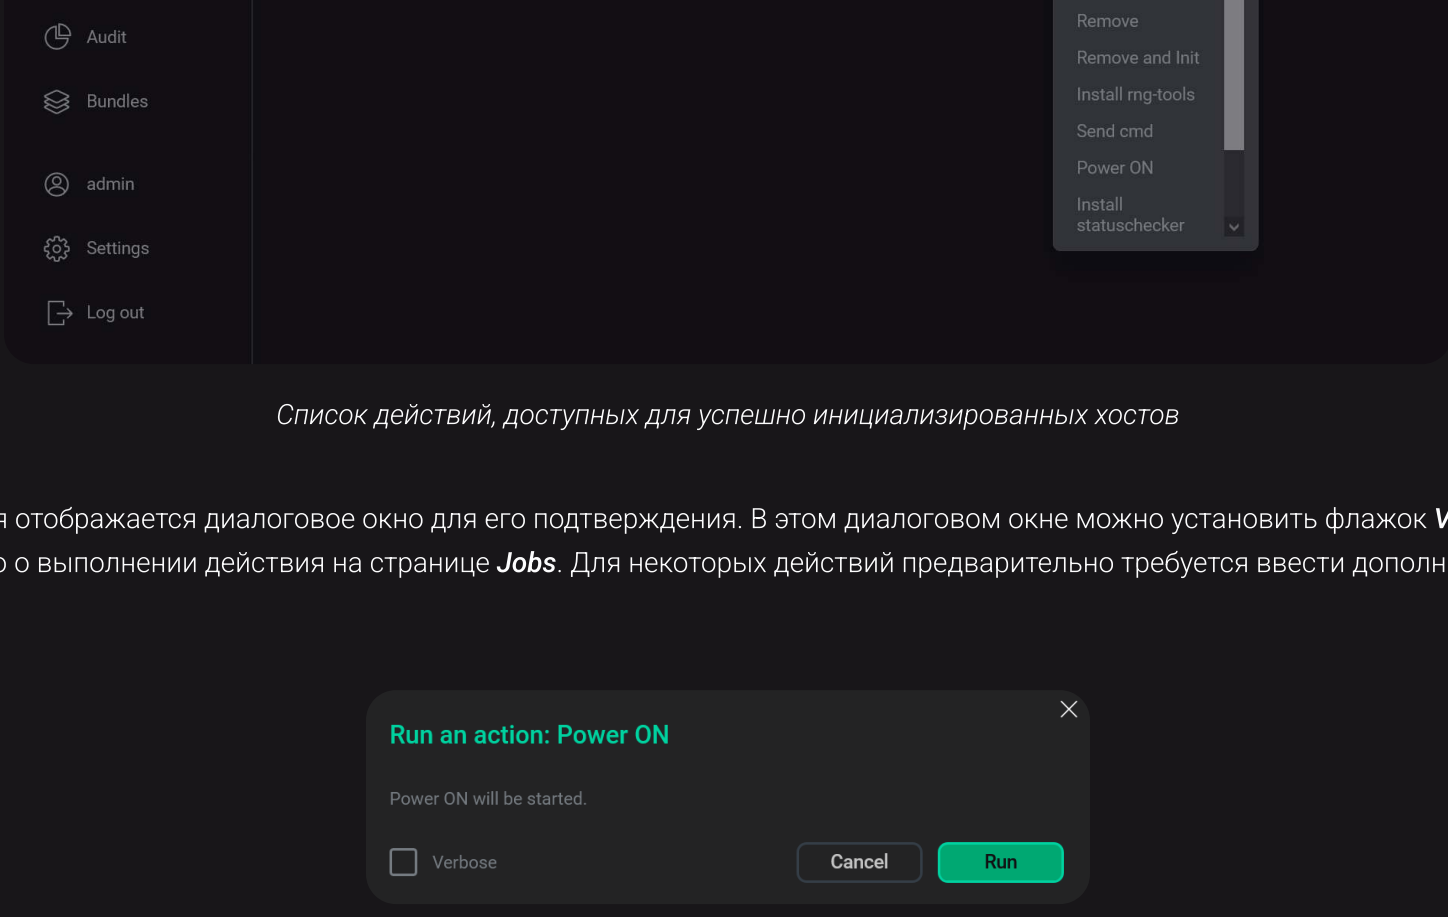 Audit
Bundles
admin
Settings
Log out
Remove
Remove and Init
Install rng-tools
Send cmd
Power ON
Install
statuschecker
Список действий, доступных для успешно инициализированных хостов
отображается диалоговое окно для его подтверждения. В этом диалоговом окне можно установить флажок
о выполнении действия на странице Jobs. Для некоторых действий предварительно требуется ввести
Run an action: Power ON
Power ON will be started.
Verbose
Cancel
Run